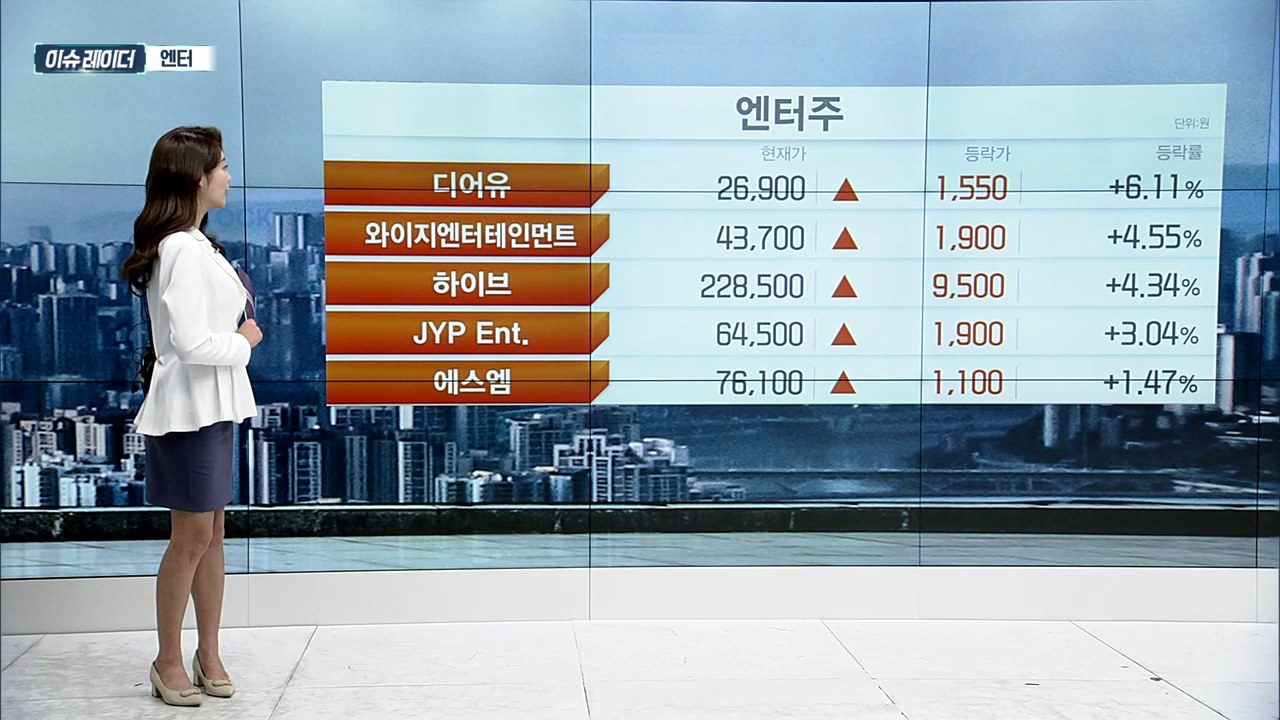 이슈레이더 엔터
엔터주
단위:원
현재가 등락가 등락률
디어유 26,900 ▲ 1,550 +6.11%
와이지엔터테인먼트 43,700 ▲ 1,900 +4.55%
하이브 228,500 ▲ 9,500 +4.34%
JYP Ent. 64,500 ▲ 1,900 +3.04%
에스엠 76,100 ▲ 1,100 +1.47%